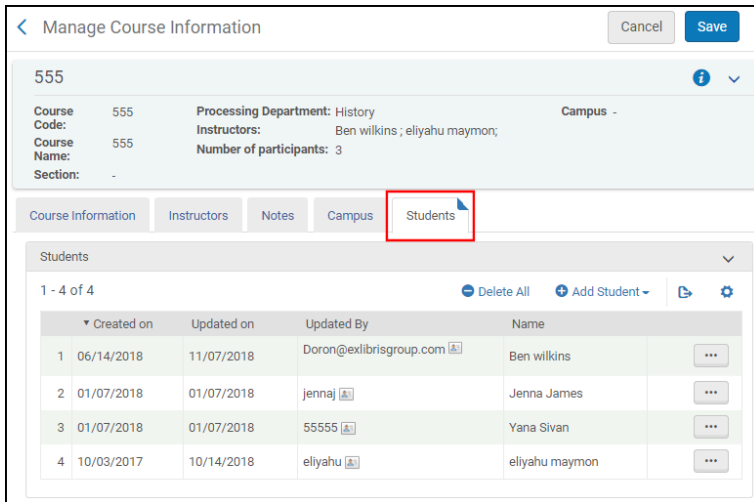 Manage Course Information Cancel Save
555
Course Code: 555 Processing Department: History Campus -
Instructors: Ben wilkins ; eliyahu maymon;
Course Name: 555 Number of participants: 3
Section: -
Course Information Instructors Notes Campus Students
Students
1 - 4 of 4 Delete All Add Student
Created on Updated on Updated By Name
1 06/14/2018 11/07/2018 Doron@exlibrisgroup.com Ben wilkins
2 01/07/2018 01/07/2018 jennaj Jenna James
3 01/07/2018 01/07/2018 55555 Yana Sivan
4 10/03/2017 10/14/2018 eliyahu eliyahu maymon